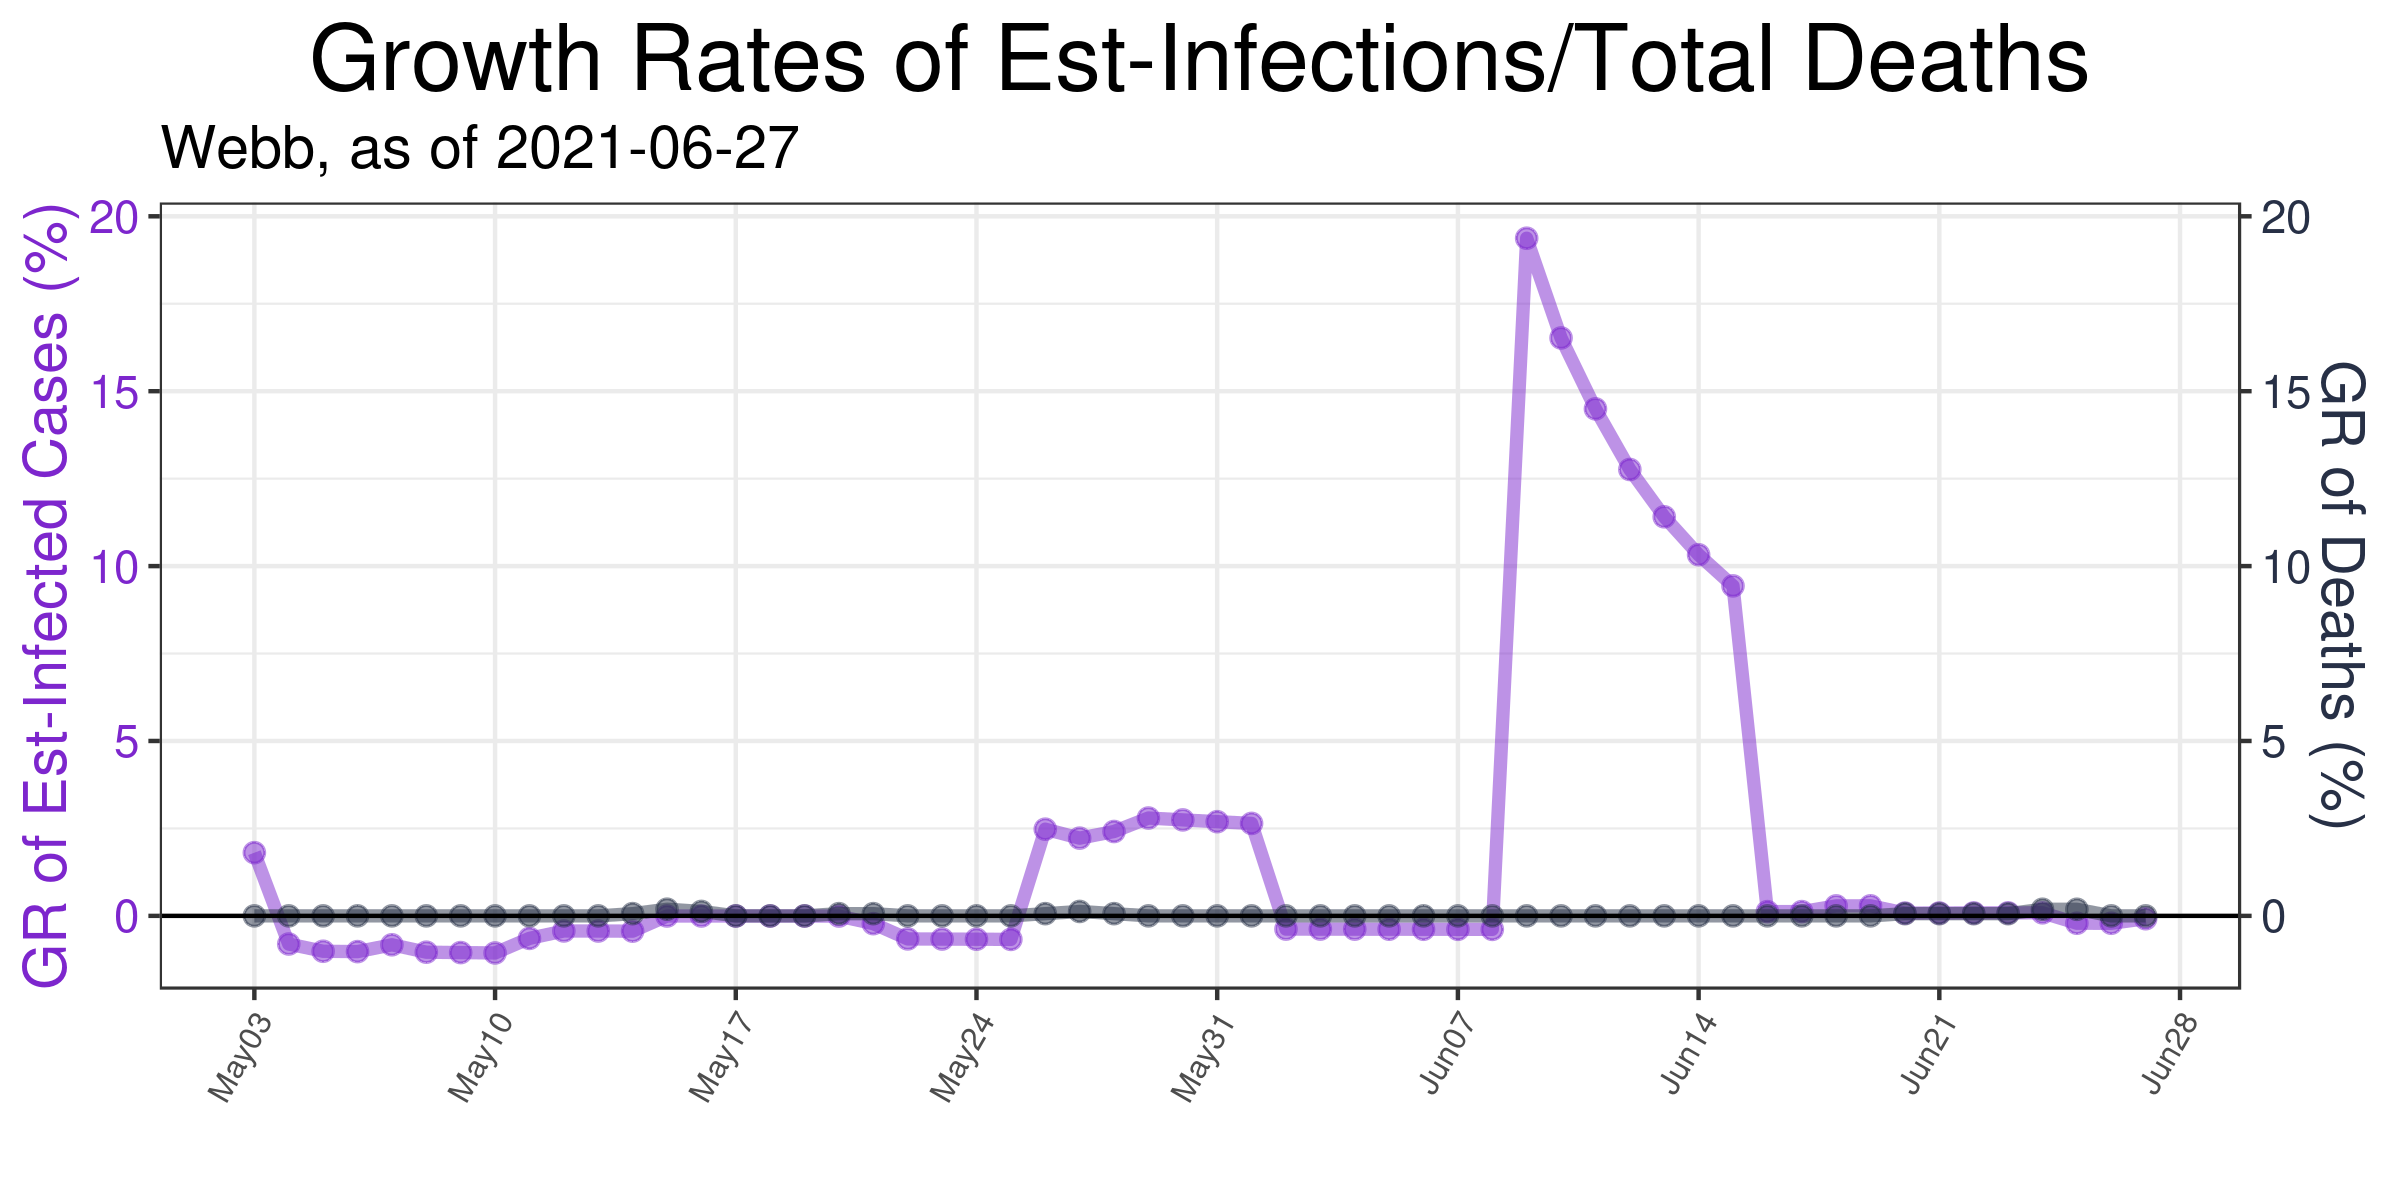 Growth Rates of Est-Infections/Total Deaths
Webb, as of 2021-06-27
GR of Est-Infected Cases (%)
20
15
10
5
0
20
15
10
5
0
GR of Deaths (%)
May03
May10
May17
May24
May31
Jun07
Jun14
Jun21
Jun28